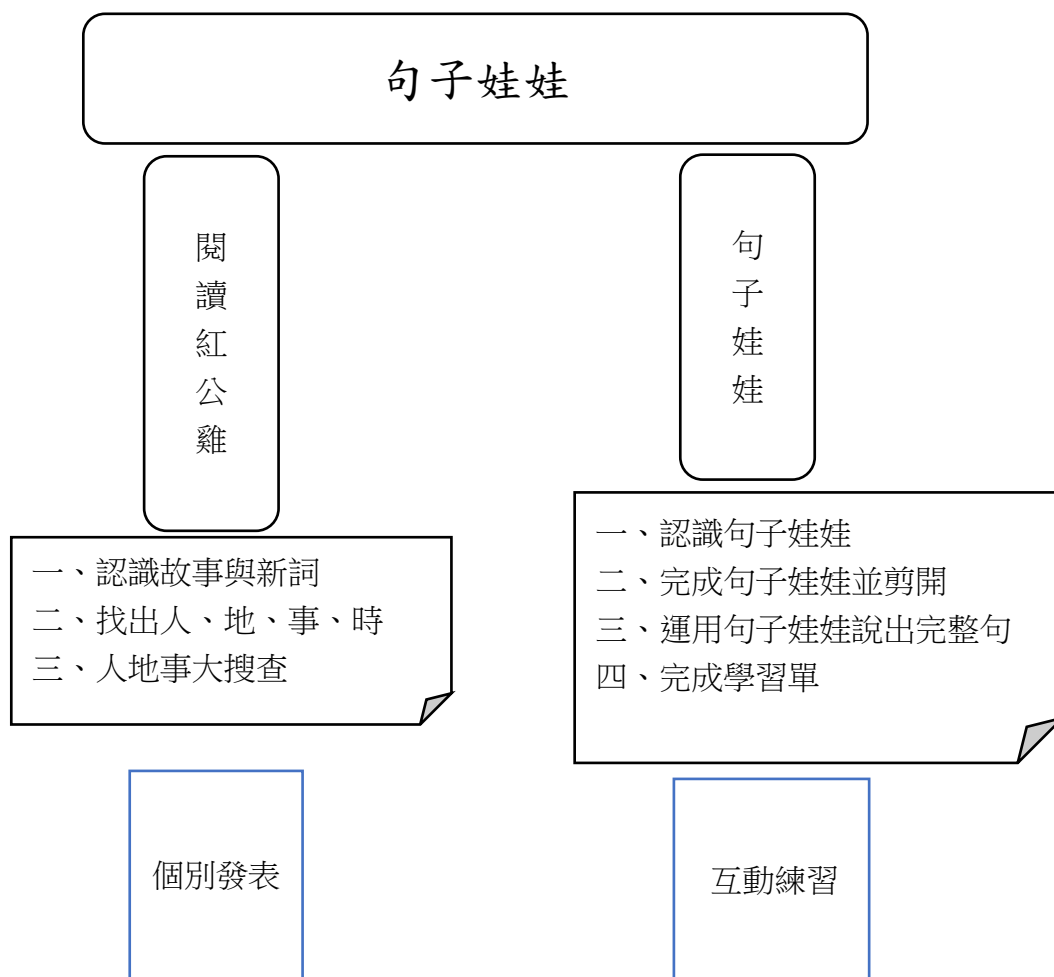 句子娃娃
閱讀紅公雞
一、認識故事與新詞
二、找出人、地、事、時
三、人地事大搜查
個別發表
句子娃娃
一、認識句子娃娃
二、完成句子娃娃並剪開
三、運用句子娃娃說出完整句
四、完成學習單
互動練習